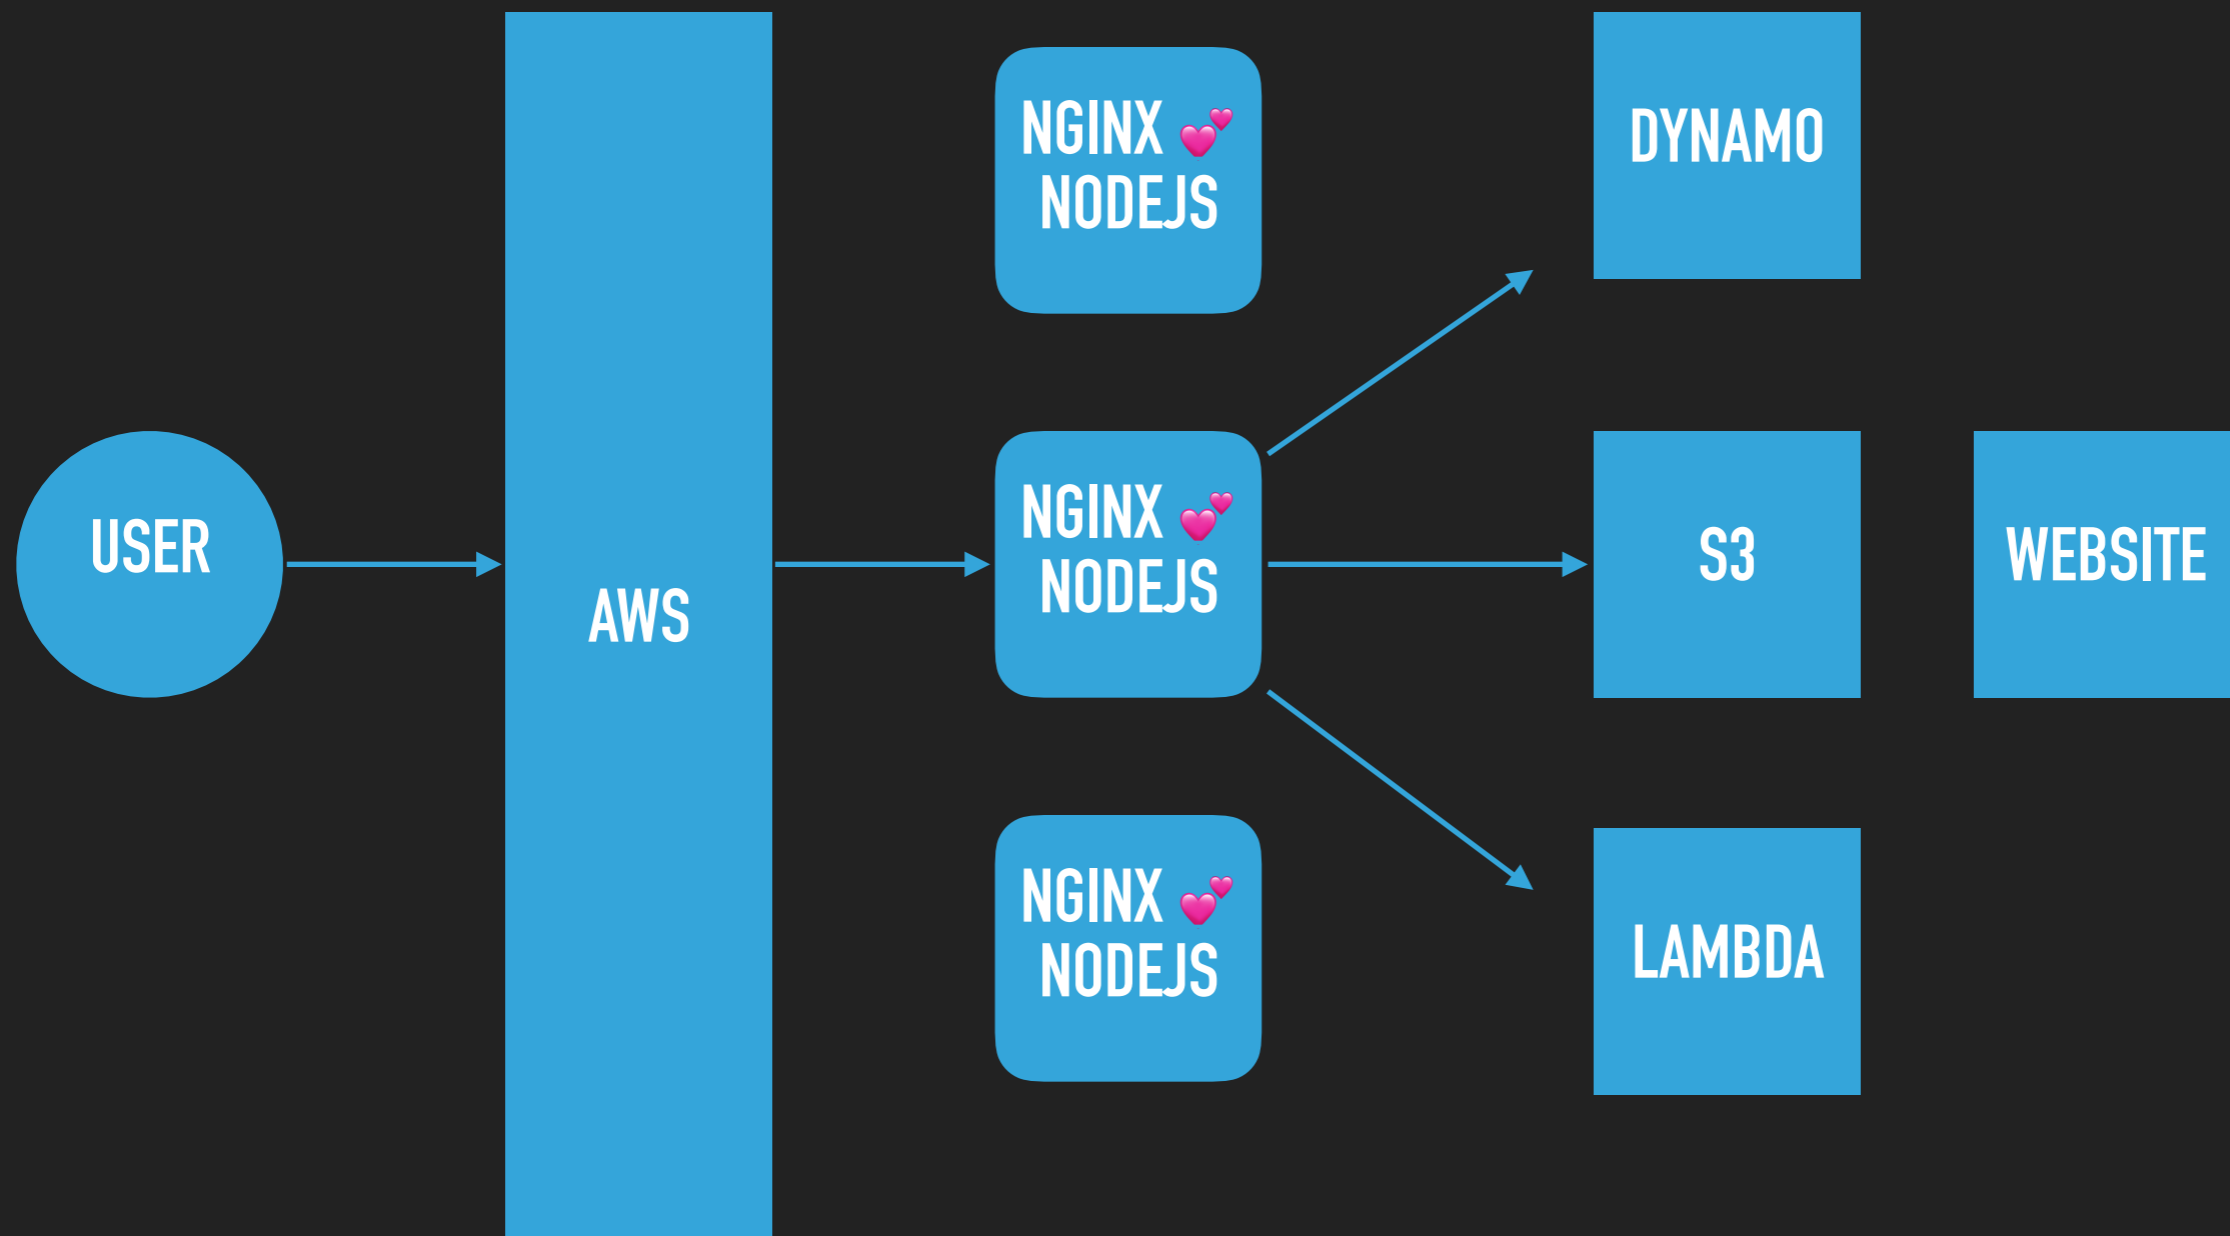 USER
AWS
NGINX 💕
NODEJS
NGINX 💕
NODEJS
NGINX 💕
NODEJS
DYNAMO
S3
LAMBDA
WEBSITE